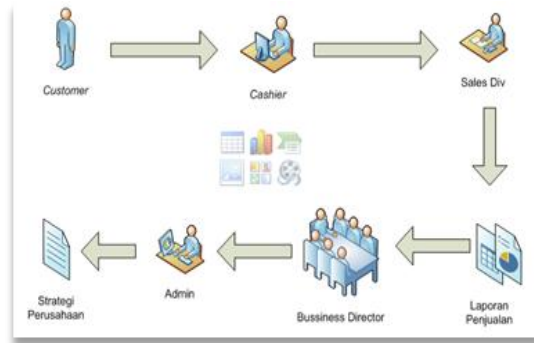 Customer
Cashier
Sales Div
Strategi
Perusahaan
Admin
Bussiness Director
Laporan
Penjualan